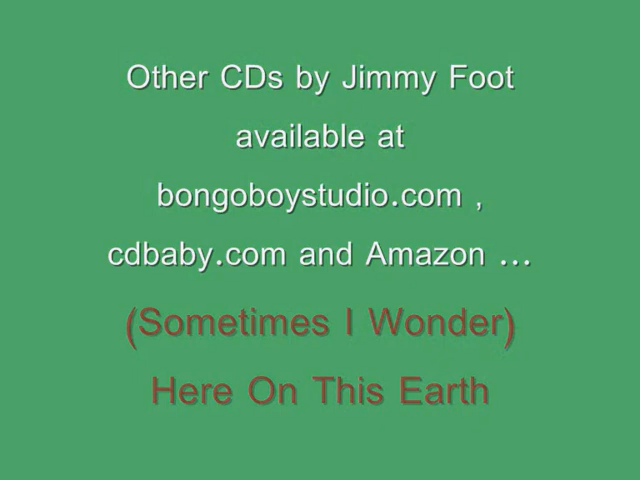 Other CDs by Jimmy Foot
available at
bongoboystudio.com ,
cdbaby.com and Amazon ...
(Sometimes I Wonder)
Here On This Earth